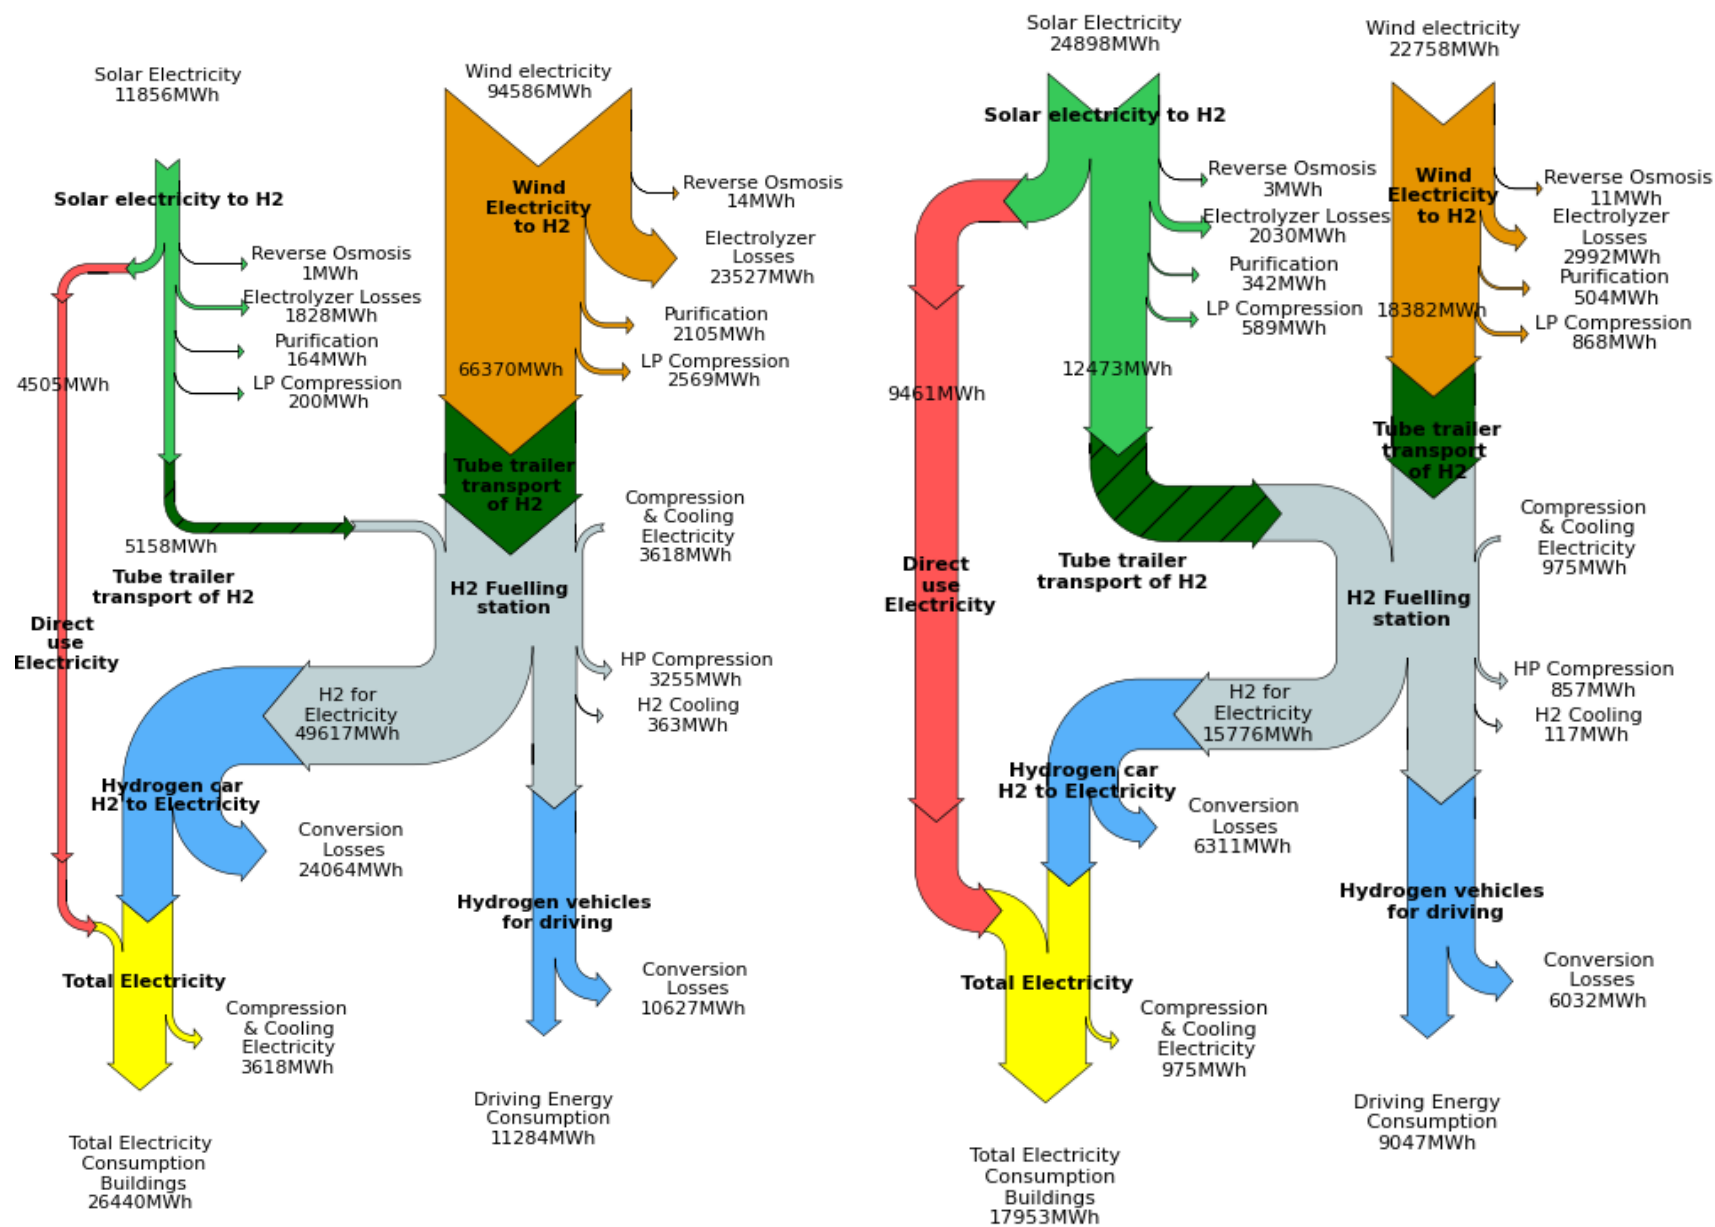 Solar Electricity
11856MWh
Wind electricity
94586MWh
Solar electricity to H2
Wind
Electricity
to H2
Reverse Osmosis
14MWh
Electrolyzer
Losses
23527MWh
Reverse Osmosis
1MWh
Electrolyzer Losses
1828MWh
Purification
164MWh
LP Compression
200MWh
Purification
2105MWh
LP Compression
2569MWh
4505MWh
66370MWh
Tube trailer
transport
of H2
Compression
& Cooling
Electricity
3618MWh
5158MWh
Tube trailer
transport of H2
H2 Fuelling
station
Direct
use
Electricity
HP Compression
3255MWh
H2 Cooling
363MWh
H2 for
Electricity
49617MWh
Hydrogen car
H2 to Electricity
Conversion
Losses
24064MWh
Hydrogen vehicles
for driving
Total Electricity
Conversion
Losses
10627MWh
Compression
& Cooling
Electricity
3618MWh
Driving Energy
Consumption
11284MWh
Total Electricity
Consumption
Buildings
26440MWh
Solar Electricity
24898MWh
Wind electricity
22758MWh
Solar electricity to H2
Wind
Electricity
to H2
Reverse Osmosis
3MWh
Electrolyzer Losses
2030MWh
Purification
342MWh
LP Compression
589MWh
Reverse Osmosis
11MWh
Electrolyzer
Losses
2992MWh
Purification
504MWh
LP Compression
868MWh
18382MWh
12473MWh
9461MWh
Tube trailer
transport
of H2
Compression
& Cooling
Electricity
975MWh
Direct
use
Electricity
Tube trailer
transport of H2
H2 Fuelling
station
HP Compression
857MWh
H2 Cooling
117MWh
H2 for
Electricity
15776MWh
Hydrogen car
H2 to Electricity
Conversion
Losses
6311MWh
Hydrogen vehicles
for driving
Total Electricity
Conversion
Losses
6032MWh
Compression
& Cooling
Electricity
975MWh
Driving Energy
Consumption
9047MWh
Total Electricity
Consumption
Buildings
17953MWh